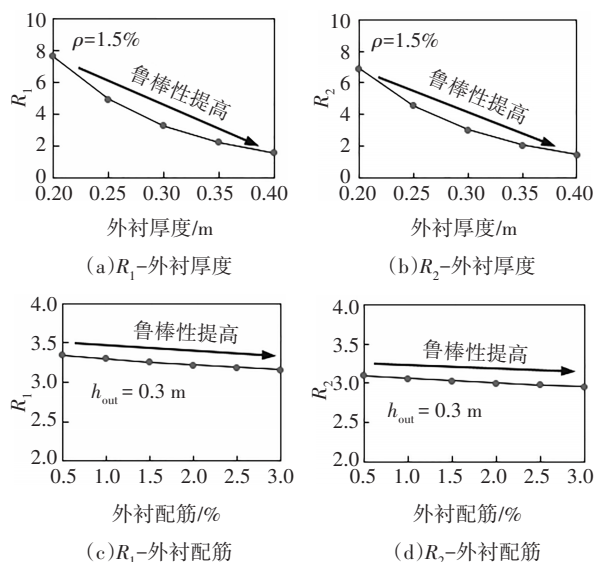 10
8
6
4
2
0
R₁
ρ=1.5%
鲁棒性提高
0.20 0.25 0.30 0.35 0.40
外衬厚度/m
(a)R₁-外衬厚度
10
8
6
4
2
0
R₂
ρ=1.5%
鲁棒性提高
0.20 0.25 0.30 0.35 0.40
外衬厚度/m
(b)R₂-外衬厚度
4.0
3.5
3.0
2.5
2.0
R₁
鲁棒性提高
h_out = 0.3 m
0.5 1.0 1.5 2.0 2.5 3.0
外衬配筋/%
(c)R₁-外衬配筋
4.0
3.5
3.0
2.5
2.0
R₂
鲁棒性提高
h_out = 0.3 m
0.5 1.0 1.5 2.0 2.5 3.0
外衬配筋/%
(d)R₂-外衬配筋